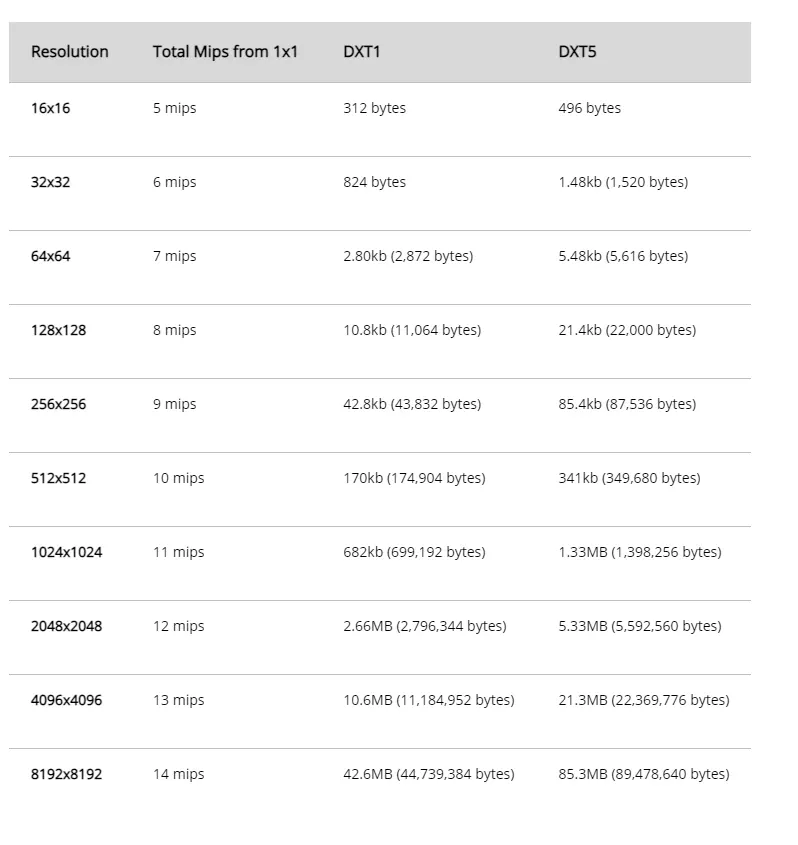 Resolution Total Mips from 1x1 DXT1 DXT5
16x16 5 mips 312 bytes 496 bytes
32x32 6 mips 824 bytes 1.48kb (1,520 bytes)
64x64 7 mips 2.80kb (2,872 bytes) 5.48kb (5,616 bytes)
128x128 8 mips 10.8kb (11,064 bytes) 21.4kb (22,000 bytes)
256x256 9 mips 42.8kb (43,832 bytes) 85.4kb (87,536 bytes)
512x512 10 mips 170kb (174,904 bytes) 341kb (349,680 bytes)
1024x1024 11 mips 682kb (699,192 bytes) 1.33MB (1,398,256 bytes)
2048x2048 12 mips 2.66MB (2,796,344 bytes) 5.33MB (5,592,560 bytes)
4096x4096 13 mips 10.6MB (11,184,952 bytes) 21.3MB (22,369,776 bytes)
8192x8192 14 mips 42.6MB (44,739,384 bytes) 85.3MB (89,478,640 bytes)